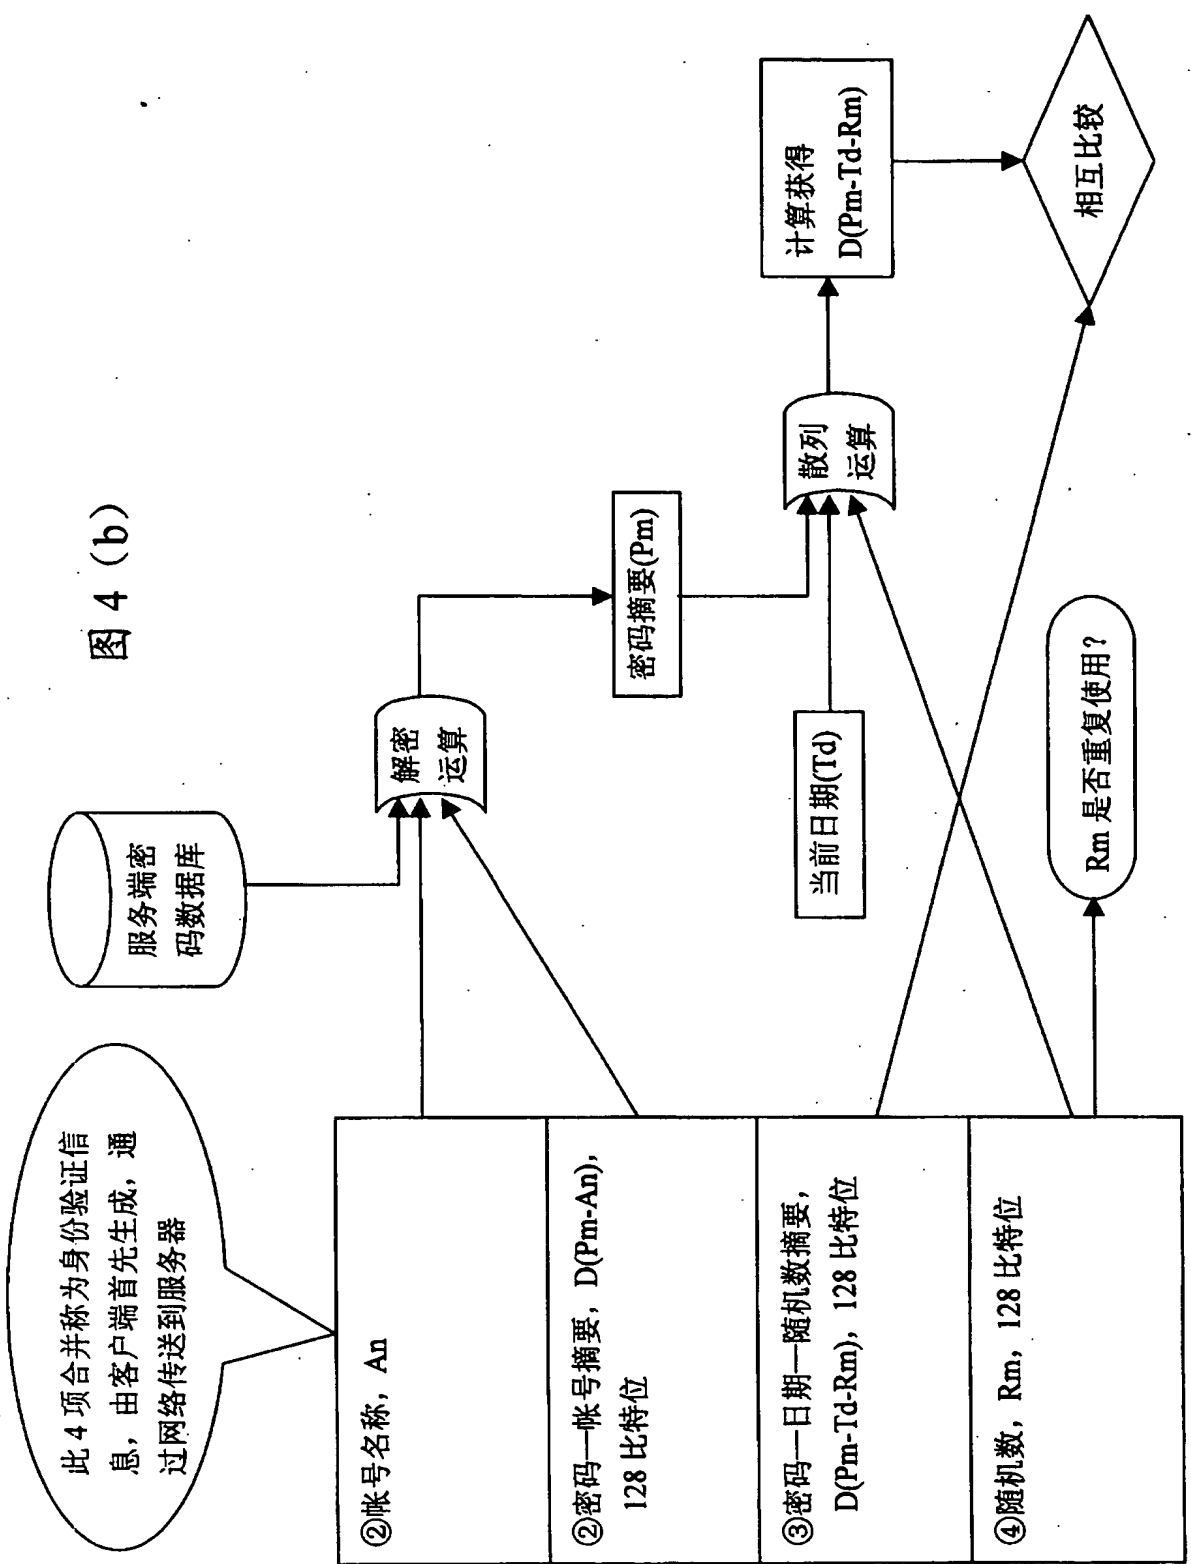 图 4（b）
此 4 项合并称为身份验证信
息，由客户端首先生成，通
过网络传送到服务器
服务端密
码数据库
②帐号名称，An
②密码—帐号摘要，D(Pm-An)，
128 比特位
③密码—日期—随机数摘要，
D(Pm-Td-Rm)，128 比特位
④随机数，Rm，128 比特位
解密
运算
密码摘要(Pm)
当前日期(Td)
散列
运算
计算获得
D(Pm-Td-Rm)
Rm 是否重复使用？
相互比较